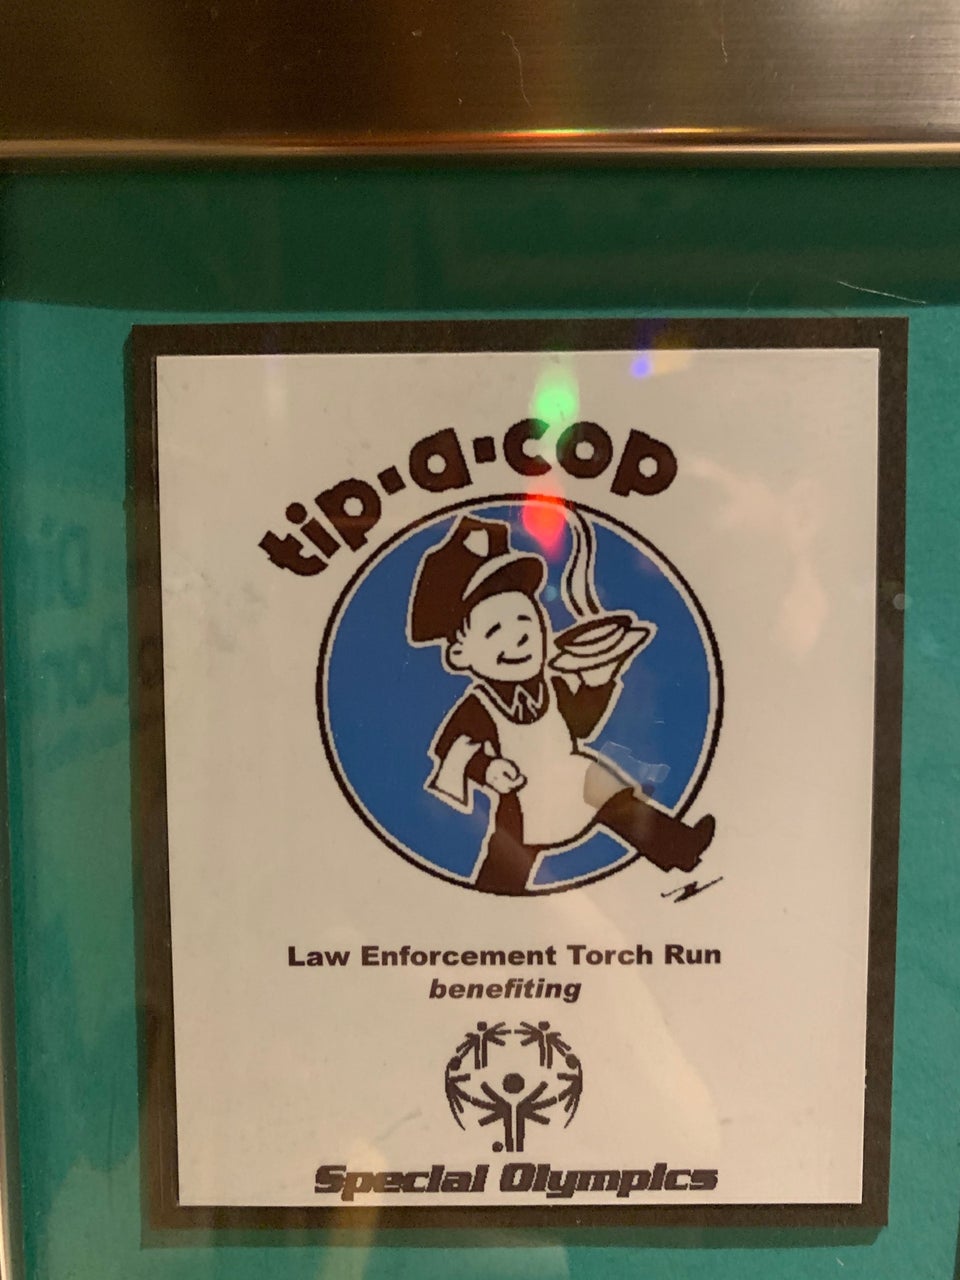 tip·a·cop
Law Enforcement Torch Run
benefiting
Special Olympics